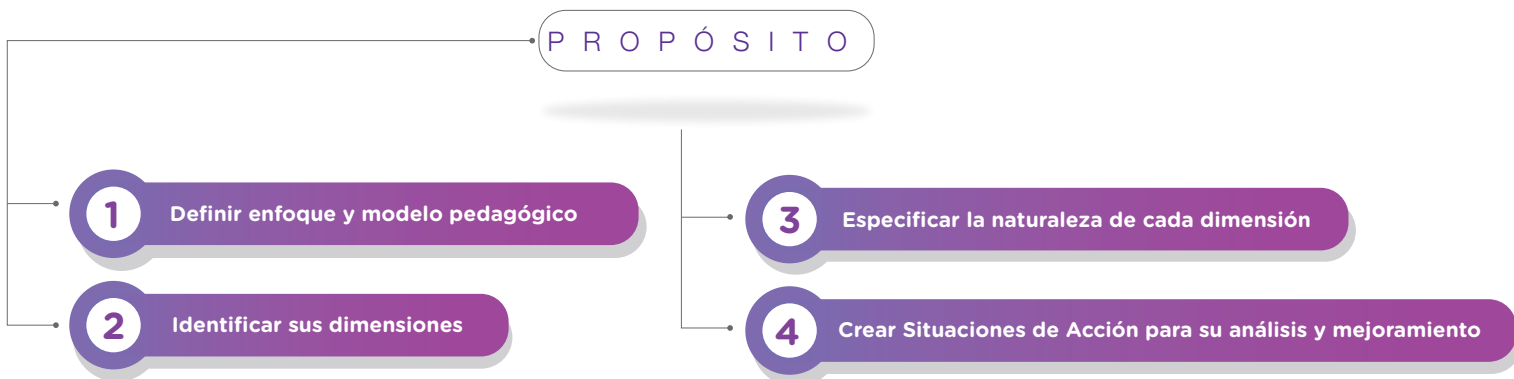 PROPÓSITO
1
Definir enfoque y modelo pedagógico
2
Identificar sus dimensiones
3
Especificar la naturaleza de cada dimensión
4
Crear Situaciones de Acción para su análisis y mejoramiento